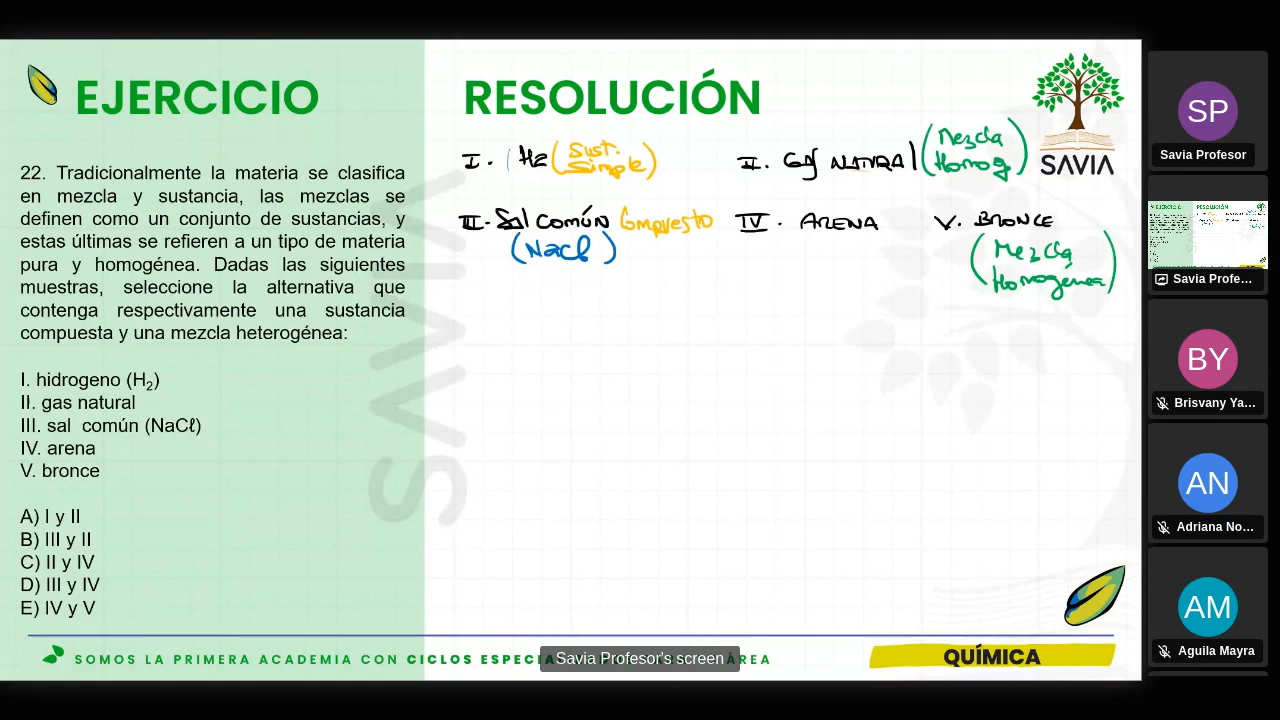 EJERCICIO
22. Tradicionalmente la materia se clasifica
en mezcla y sustancia, las mezclas se
definen como un conjunto de sustancias, y
estas últimas se refieren a un tipo de materia
pura y homogénea. Dadas las siguientes
muestras, seleccione la alternativa que
contenga respectivamente una sustancia
compuesta y una mezcla heterogénea:
I. hidrogeno (H₂)
II. gas natural
III. sal común (NaCℓ)
IV. arena
V. bronce
A) I y II
B) III y II
C) II y IV
D) III y IV
E) IV y V
RESOLUCIÓN
I. H2 (Sust. Simple)
II. GAS NATURAL (Mezcla Homog)
III. Sal común Compuesto
(NaCl)
IV. ARENA
V. BRONCE
(Mezcla
Homogénea)
SAVIA
SAVIA
SOMOS LA PRIMERA ACADEMIA CON CICLOS ESPECI
ÁREA
Savia Profesor's screen
QUÍMICA
SP
Savia Profesor
EJERCICIO RESOLUCIÓN
Savia Profe...
BY
Brisvany Ya...
AN
Adriana No...
AM
Aguila Mayra